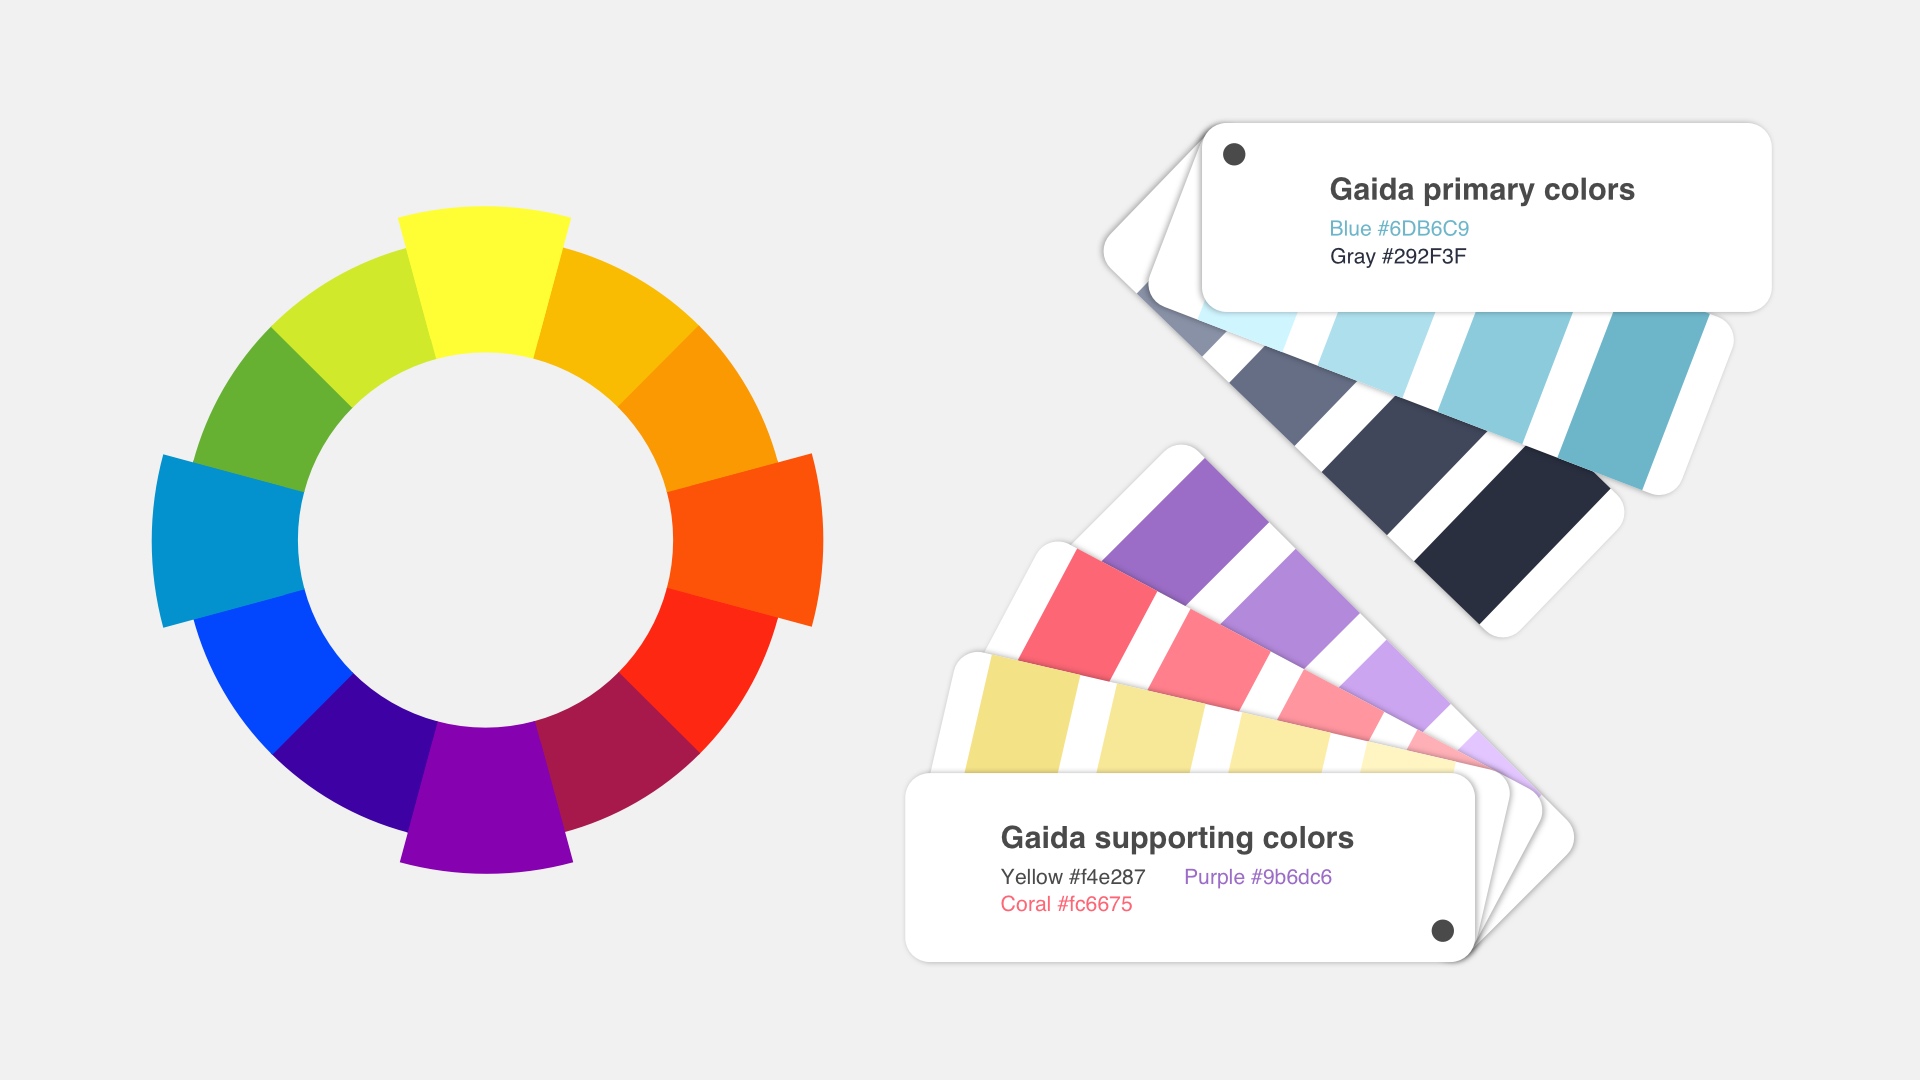 Gaida primary colors
Blue #6DB6C9
Gray #292F3F
Gaida supporting colors
Yellow #f4e287 Purple #9b6dc6
Coral #fc6675